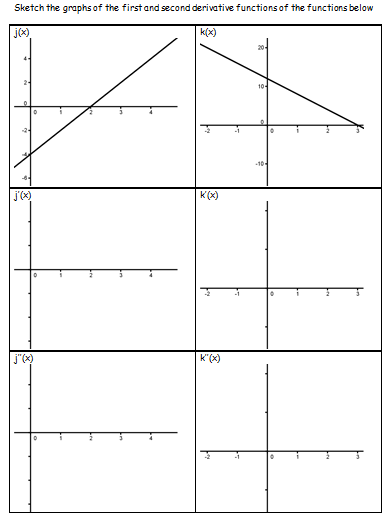 Sketch the graphs of the first and second derivative functions of the functions below
j(x)
4
2
0
0 1 2 3 4
-2
-4
-6
k(x)
20
10
0
-2 -1 0 1 2 3
-10
j'(x)
0 1 2 3 4
k'(x)
-2 -1 0 1 2 3
j''(x)
0 1 2 3 4
k''(x)
-2 -1 0 1 2 3